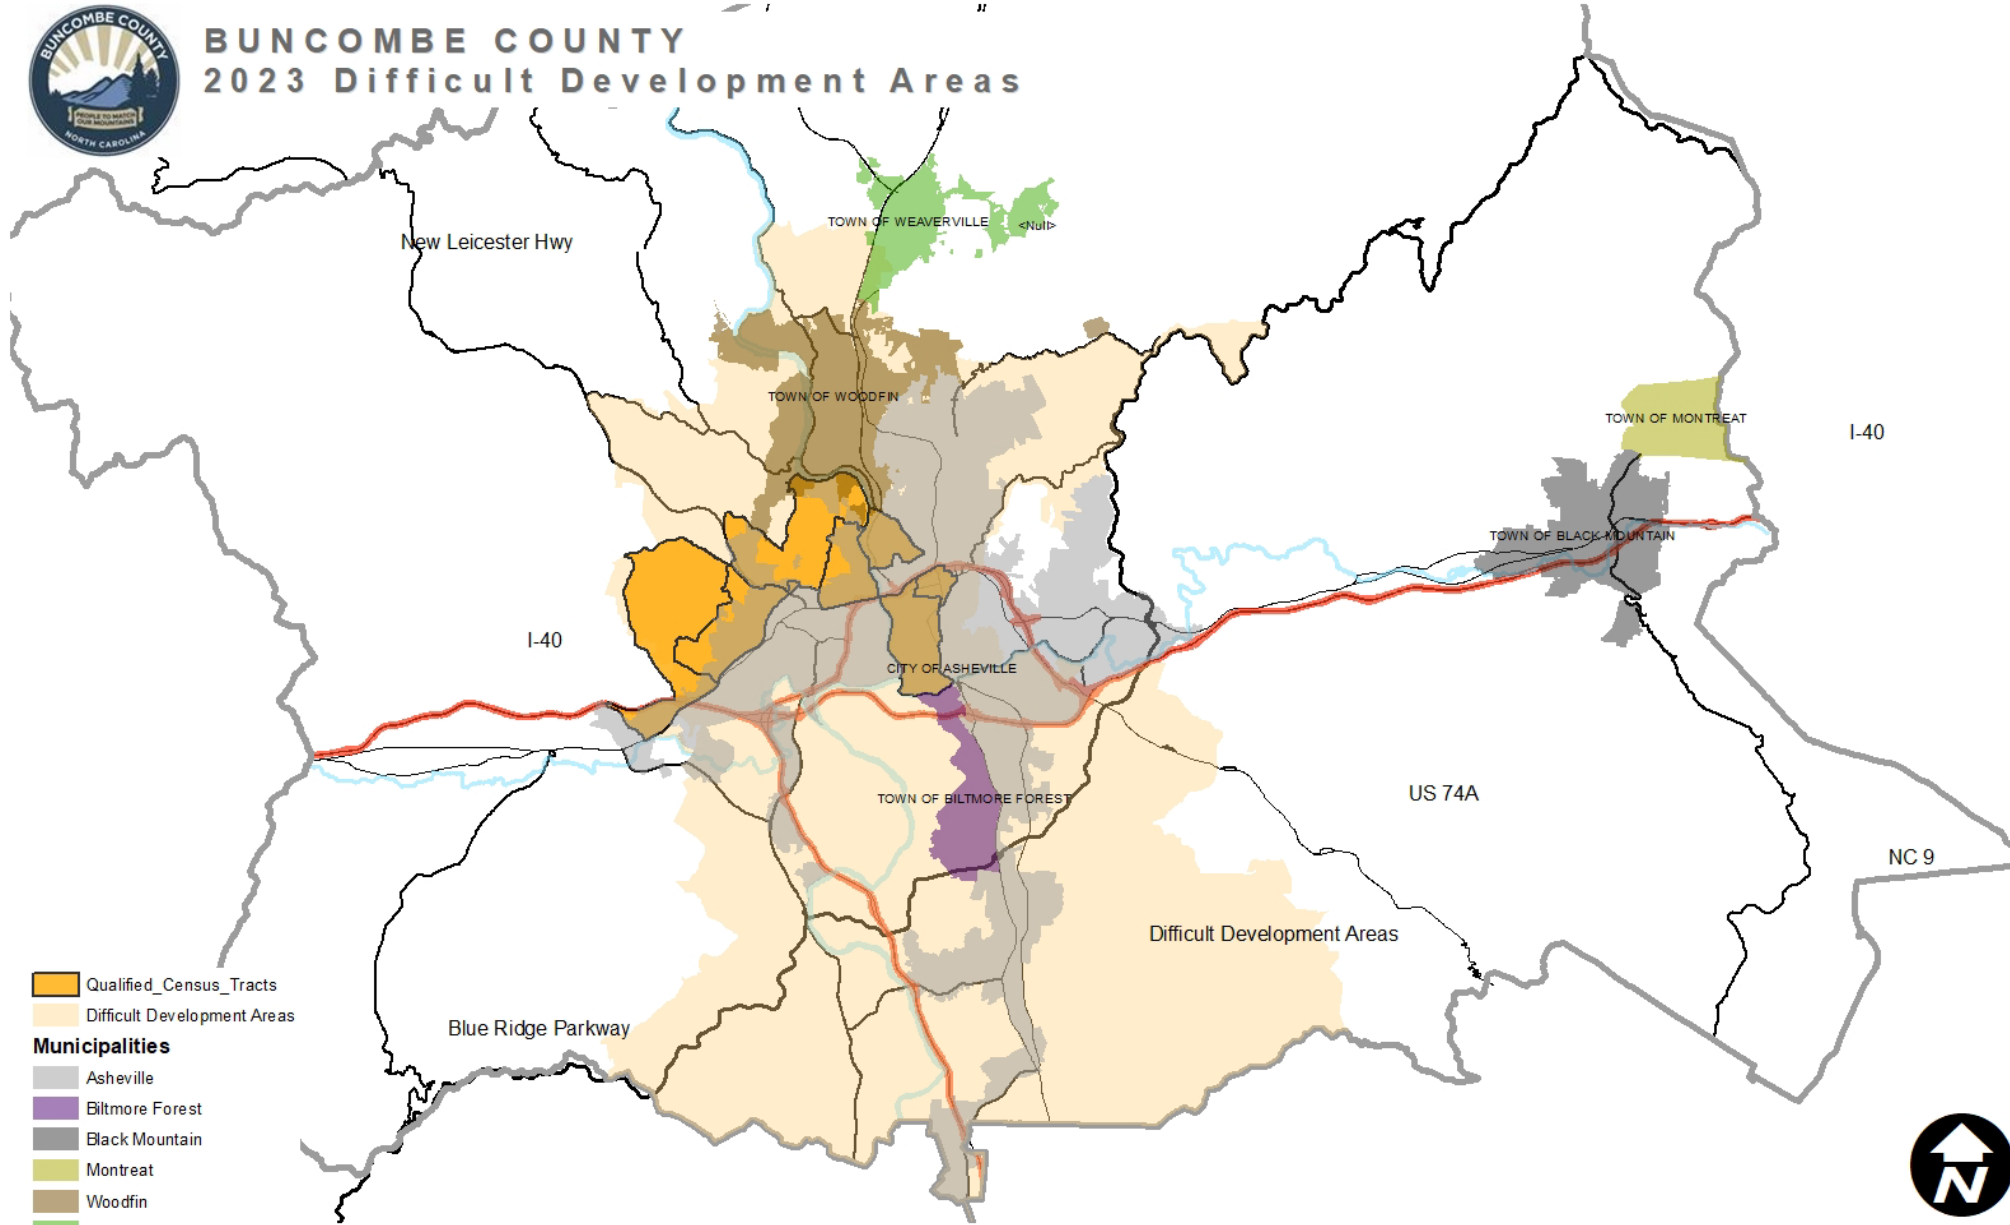 BUNCOMBE COUNTY
NORTH CAROLINA
PEOPLE TO MATCH
OUR MOUNTAINS
BUNCOMBE COUNTY
2023 Difficult Development Areas
TOWN OF WEAVERVILLE
<Null>
New Leicester Hwy
TOWN OF WOODFIN
TOWN OF MONTREAT
I-40
TOWN OF BLACK MOUNTAIN
I-40
CITY OF ASHEVILLE
TOWN OF BILTMORE FOREST
US 74A
NC 9
Difficult Development Areas
Blue Ridge Parkway
Qualified_Census_Tracts
Difficult Development Areas
Municipalities
Asheville
Biltmore Forest
Black Mountain
Montreat
Woodfin
N